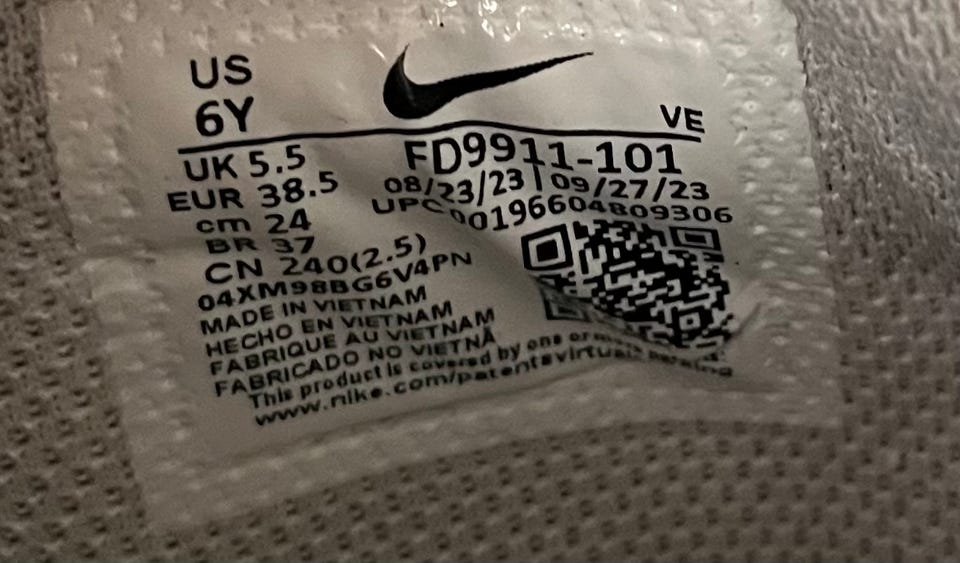 US
6Y
VE
UK 5.5
EUR 38.5
cm 24
BR 37
CN 240(2.5)
04XM98BG6V4PN
MADE IN VIETNAM
HECHO EN VIETNAM
FABRIQUE AU VIETNAM
FABRICADO NO VIETNÃ
FD9911-101
08/23/23 | 09/27/23
UPC 00196604809306
This product is covered by one or more
www.nike.com/patents